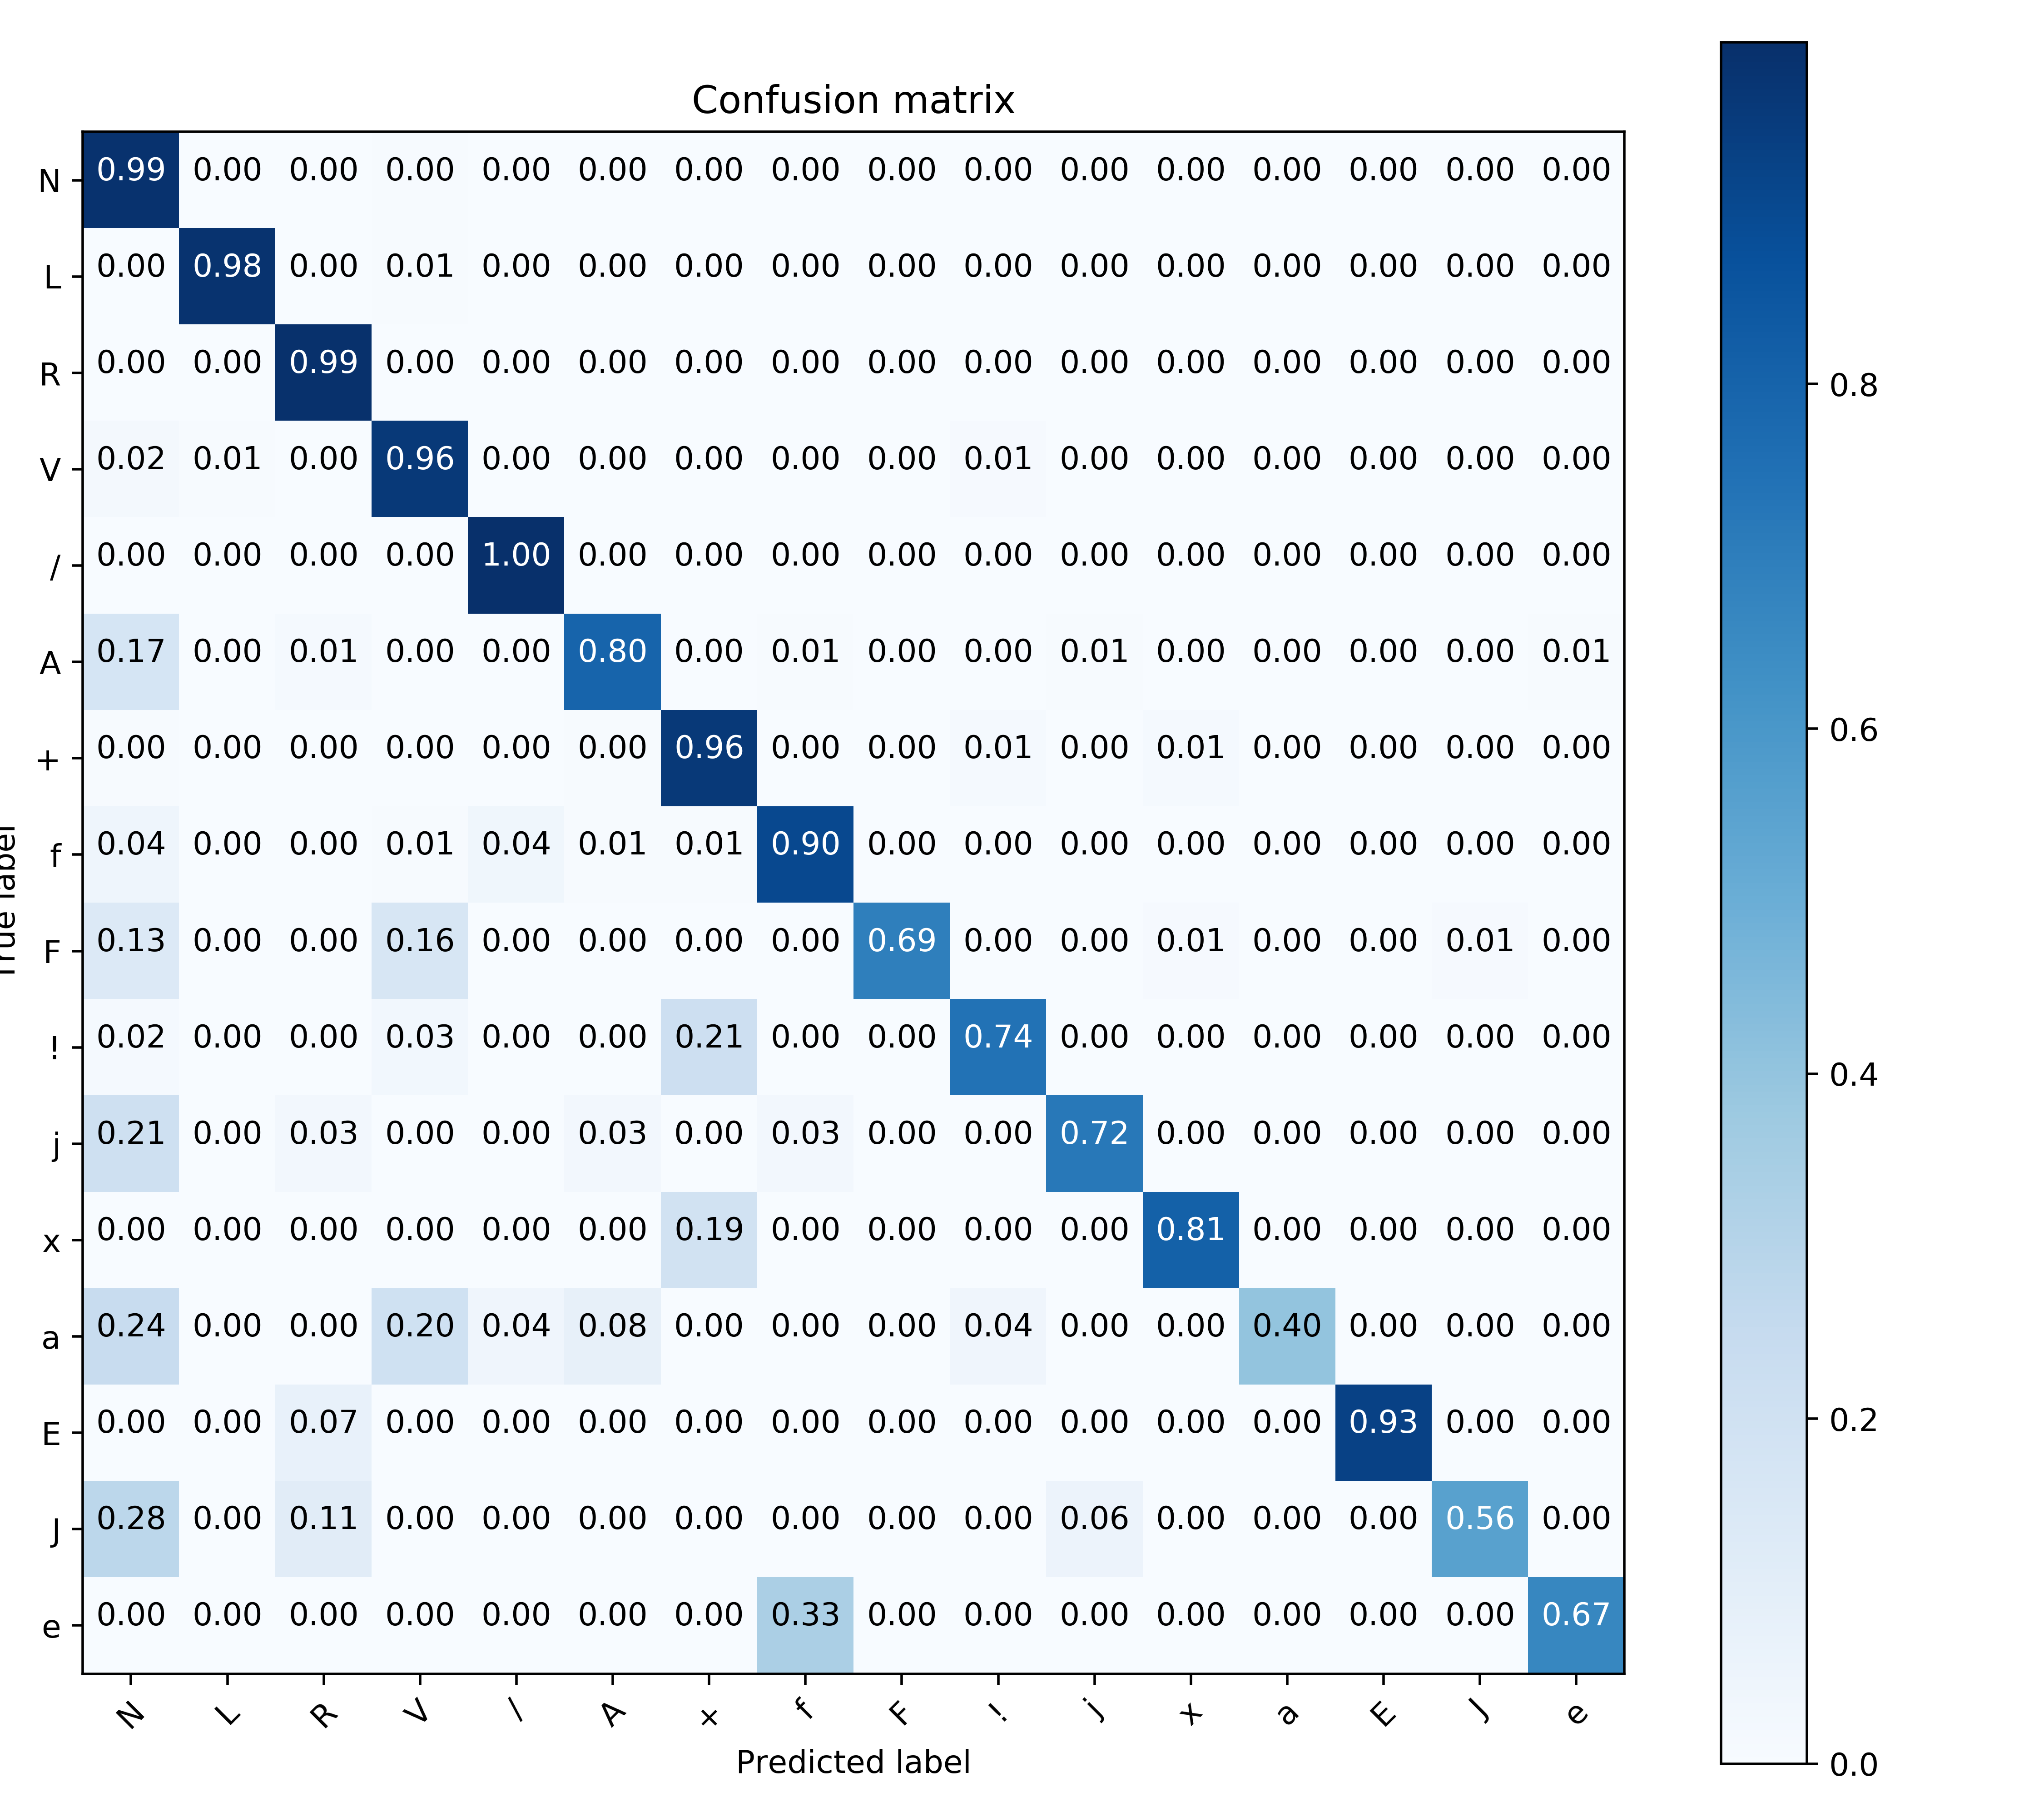 Confusion matrix
N 0.99 0.00 0.00 0.00 0.00 0.00 0.00 0.00 0.00 0.00 0.00 0.00 0.00 0.00 0.00 0.00
L 0.00 0.98 0.00 0.01 0.00 0.00 0.00 0.00 0.00 0.00 0.00 0.00 0.00 0.00 0.00 0.00
R 0.00 0.00 0.99 0.00 0.00 0.00 0.00 0.00 0.00 0.00 0.00 0.00 0.00 0.00 0.00 0.00
V 0.02 0.01 0.00 0.96 0.00 0.00 0.00 0.00 0.00 0.01 0.00 0.00 0.00 0.00 0.00 0.00
/ 0.00 0.00 0.00 0.00 1.00 0.00 0.00 0.00 0.00 0.00 0.00 0.00 0.00 0.00 0.00 0.00
A 0.17 0.00 0.01 0.00 0.00 0.80 0.00 0.01 0.00 0.00 0.01 0.00 0.00 0.00 0.00 0.01
+ 0.00 0.00 0.00 0.00 0.00 0.00 0.96 0.00 0.00 0.01 0.00 0.01 0.00 0.00 0.00 0.00
f 0.04 0.00 0.00 0.01 0.04 0.01 0.01 0.90 0.00 0.00 0.00 0.00 0.00 0.00 0.00 0.00
F 0.13 0.00 0.00 0.16 0.00 0.00 0.00 0.00 0.69 0.00 0.00 0.01 0.00 0.00 0.01 0.00
! 0.02 0.00 0.00 0.03 0.00 0.00 0.21 0.00 0.00 0.74 0.00 0.00 0.00 0.00 0.00 0.00
j 0.21 0.00 0.03 0.00 0.00 0.03 0.00 0.03 0.00 0.00 0.72 0.00 0.00 0.00 0.00 0.00
x 0.00 0.00 0.00 0.00 0.00 0.00 0.19 0.00 0.00 0.00 0.00 0.81 0.00 0.00 0.00 0.00
a 0.24 0.00 0.00 0.20 0.04 0.08 0.00 0.00 0.00 0.04 0.00 0.00 0.40 0.00 0.00 0.00
E 0.00 0.00 0.07 0.00 0.00 0.00 0.00 0.00 0.00 0.00 0.00 0.00 0.00 0.93 0.00 0.00
J 0.28 0.00 0.11 0.00 0.00 0.00 0.00 0.00 0.00 0.00 0.06 0.00 0.00 0.00 0.56 0.00
e 0.00 0.00 0.00 0.00 0.00 0.00 0.00 0.33 0.00 0.00 0.00 0.00 0.00 0.00 0.00 0.67
N L R V / A + f F ! j x a E J e
Predicted label
True label
0.8
0.6
0.4
0.2
0.0